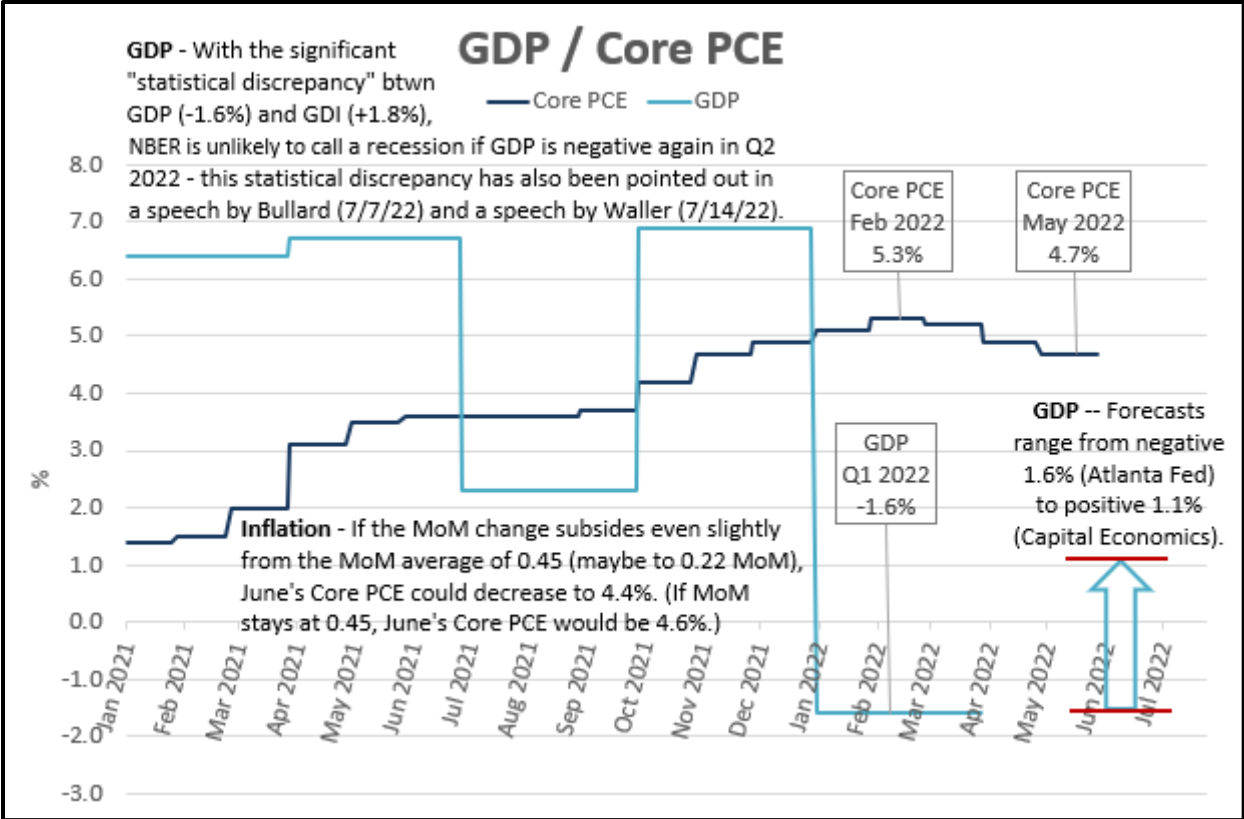 GDP / Core PCE
Core PCE
GDP
GDP - With the significant
"statistical discrepancy" btwn
GDP (-1.6%) and GDI (+1.8%),
NBER is unlikely to call a recession if GDP is negative again in Q2
2022 - this statistical discrepancy has also been pointed out in
a speech by Bullard (7/7/22) and a speech by Waller (7/14/22).
Core PCE
Feb 2022
5.3%
Core PCE
May 2022
4.7%
GDP
Q1 2022
-1.6%
GDP -- Forecasts
range from negative
1.6% (Atlanta Fed)
to positive 1.1%
(Capital Economics).
Inflation - If the MoM change subsides even slightly
from the MoM average of 0.45 (maybe to 0.22 MoM),
June's Core PCE could decrease to 4.4%. (If MoM
stays at 0.45, June's Core PCE would be 4.6%.)
%
8.0
7.0
6.0
5.0
4.0
3.0
2.0
1.0
0.0
-1.0
-2.0
-3.0
Jan 2021
Feb 2021
Mar 2021
Apr 2021
May 2021
Jun 2021
Jul 2021
Aug 2021
Sep 2021
Oct 2021
Nov 2021
Dec 2021
Jan 2022
Feb 2022
Mar 2022
Apr 2022
May 2022
Jun 2022
Jul 2022